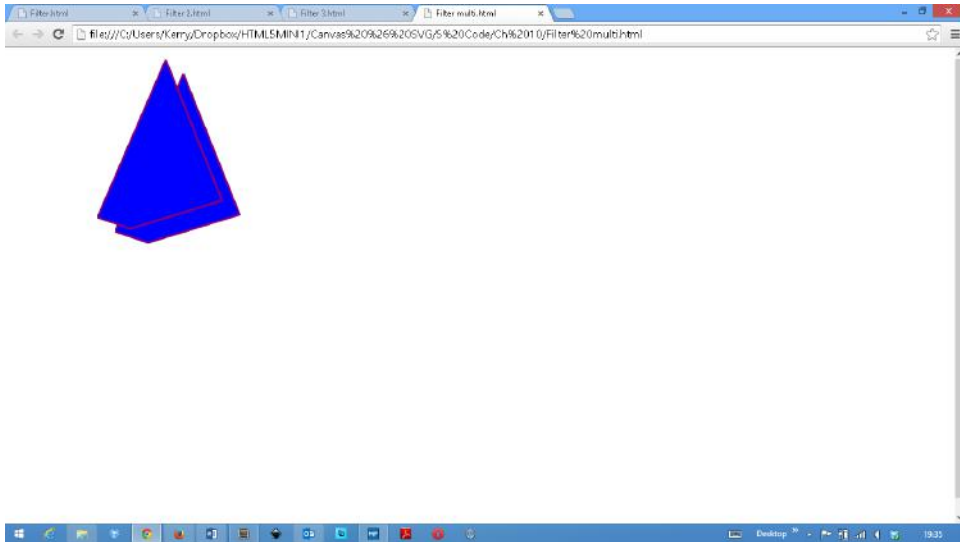 Filter.html
Filter 2.html
Filter 3.html
Filter multi.html
file:///C:/Users/Kerry/Dropbox/HTML5MINI1/Canvas%20%26%20SVG/5%20Code/Ch%2010/Filter%20multi.html
Desktop
19:35